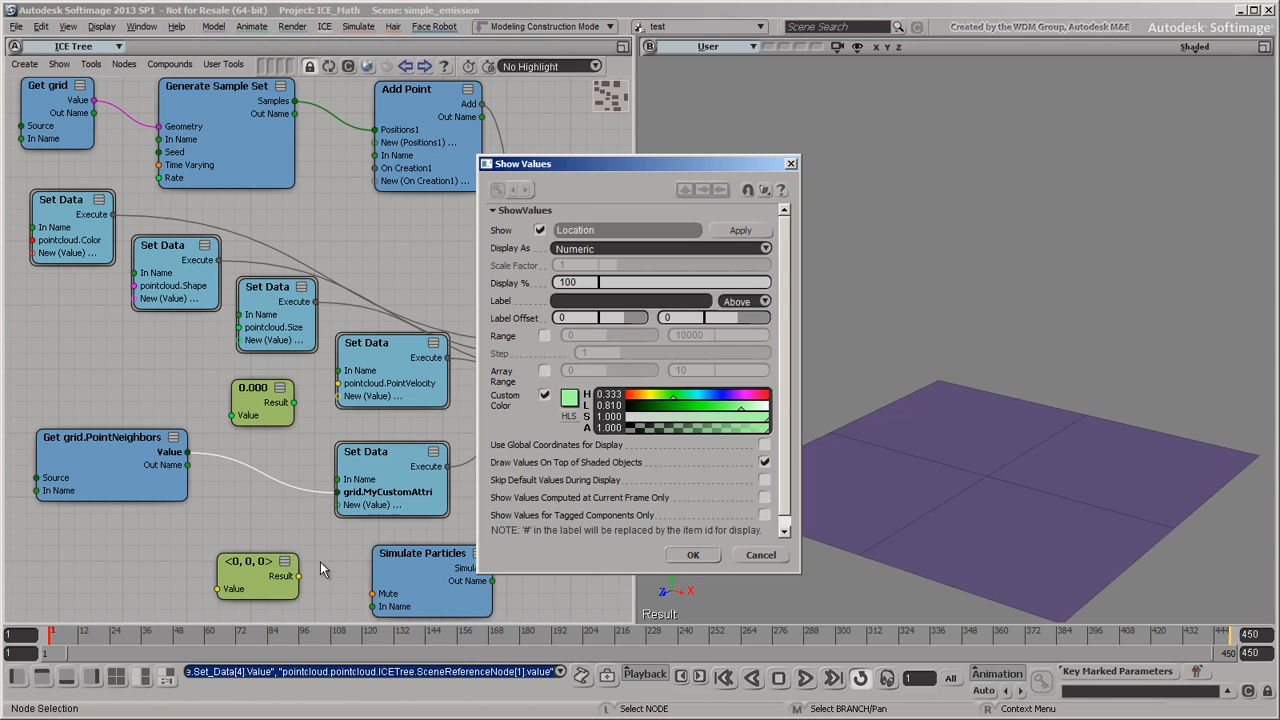 Autodesk Softimage 2013 SP1 - Not for Resale (64-bit) Project: ICE_Math Scene: simple_emission
File Edit Display Window Help Model Animate Render ICE Simulate Hair Face Robot Modeling Construction Mode test Scene Search Created by the WDM Group, Autodesk M&E Autodesk Softimage
A ICE Tree B User X Y Z Shaded
Create Show Tools Nodes Compounds User Tools No Highlight
Get grid
Value
Out Name
Source
In Name
Generate Sample Set
Samples
Out Name
Geometry
In Name
Seed
Time Varying
Rate
Add Point
Add
Out Name
Positions1
New (Positions1) ...
In Name
On Creation1
New (On Creation1) ...
Set Data
Execute
In Name
pointcloud.Color
New (Value) ...
Set Data
Execute
In Name
pointcloud.Shape
New (Value) ...
Set Data
Execute
In Name
pointcloud.Size
New (Value) ...
Set Data
Execute
In Name
pointcloud.PointVelocity
New (Value) ...
0.000
Result
Value
Get grid.PointNeighbors
Value
Out Name
Source
In Name
Set Data
Execute
In Name
grid.MyCustomAttri
New (Value) ...
<0, 0, 0>
Result
Value
Simulate Particles
Simul
Out Name
Mute
In Name
Show Values
ShowValues
Show Location Apply
Display As Numeric
Scale Factor 1
Display % 100
Label Above
Label Offset 0 0
Range 0 10000
Step 1
Array Range 0 10
Custom Color
H 0.333
L 0.810
S 1.000
A 1.000
HLS
Use Global Coordinates for Display
Draw Values On Top of Shaded Objects
Skip Default Values During Display
Show Values Computed at Current Frame Only
Show Values for Tagged Components Only
NOTE: '#' in the label will be replaced by the item id for display.
OK Cancel
Z X
Result
1 1 12 24 36 48 60 72 84 96 108 120 132 144 156 168 180 192 204 216 228 240 252 264 276 288 300 312 324 336 348 360 372 384 396 408 420 444 450
1 1 450 450
e.Set_Data[4].Value", "pointcloud.pointcloud.ICETree.SceneReferenceNode[1].value" Playback 1 All Animation Key Marked Parameters
Auto
Node Selection L Select NODE M Select BRANCH/Pan R Context Menu